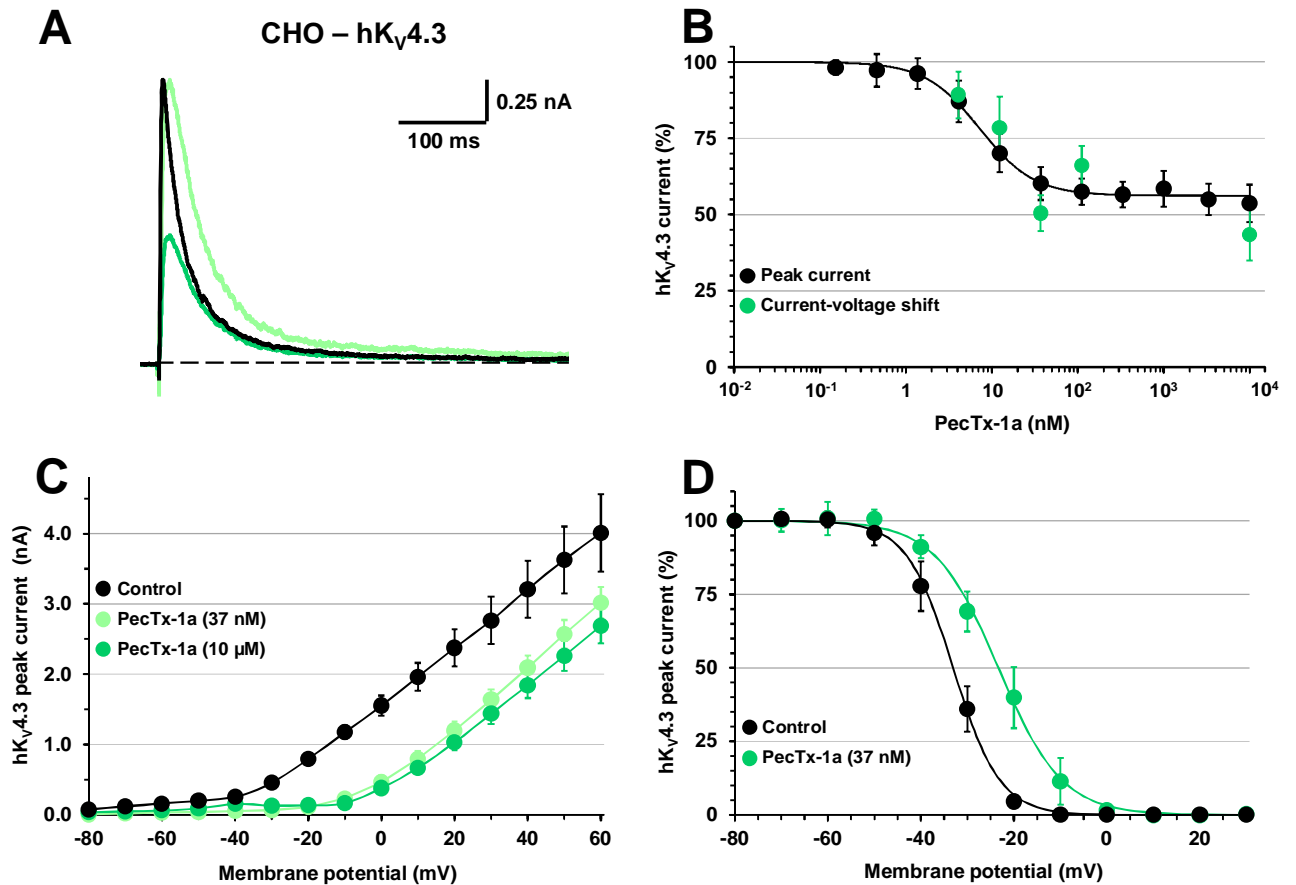 A
CHO – hKV4.3
0.25 nA
100 ms
B
hKV4.3 current (%)
100
75
50
25
0
Peak current
Current-voltage shift
10-2 10-1 1 10 102 103 104
PecTx-1a (nM)
C
hKV4.3 peak current (nA)
4.0
3.0
2.0
1.0
0.0
Control
PecTx-1a (37 nM)
PecTx-1a (10 µM)
-80 -60 -40 -20 0 20 40 60
Membrane potential (mV)
D
hKV4.3 peak current (%)
100
75
50
25
0
Control
PecTx-1a (37 nM)
-80 -60 -40 -20 0 20
Membrane potential (mV)